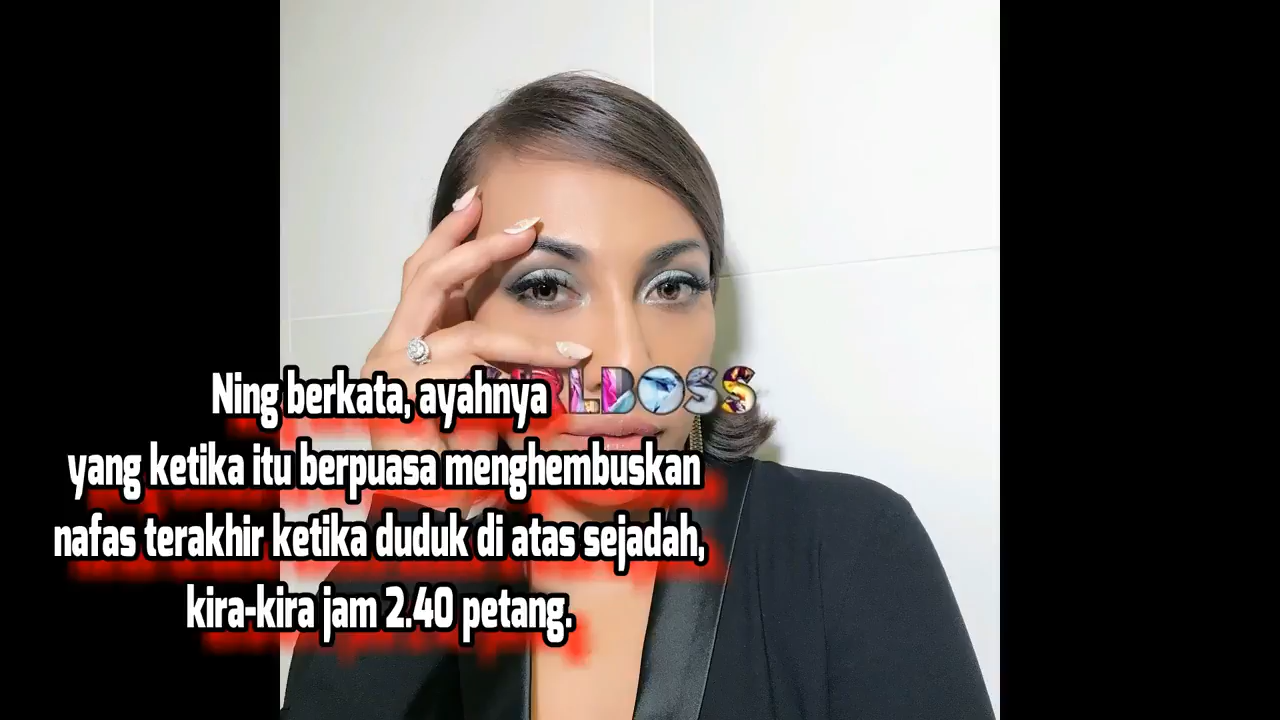 Ning berkata, ayahnya
yang ketika itu berpuasa menghembuskan
nafas terakhir ketika duduk di atas sejadah,
kira-kira jam 2.40 petang.